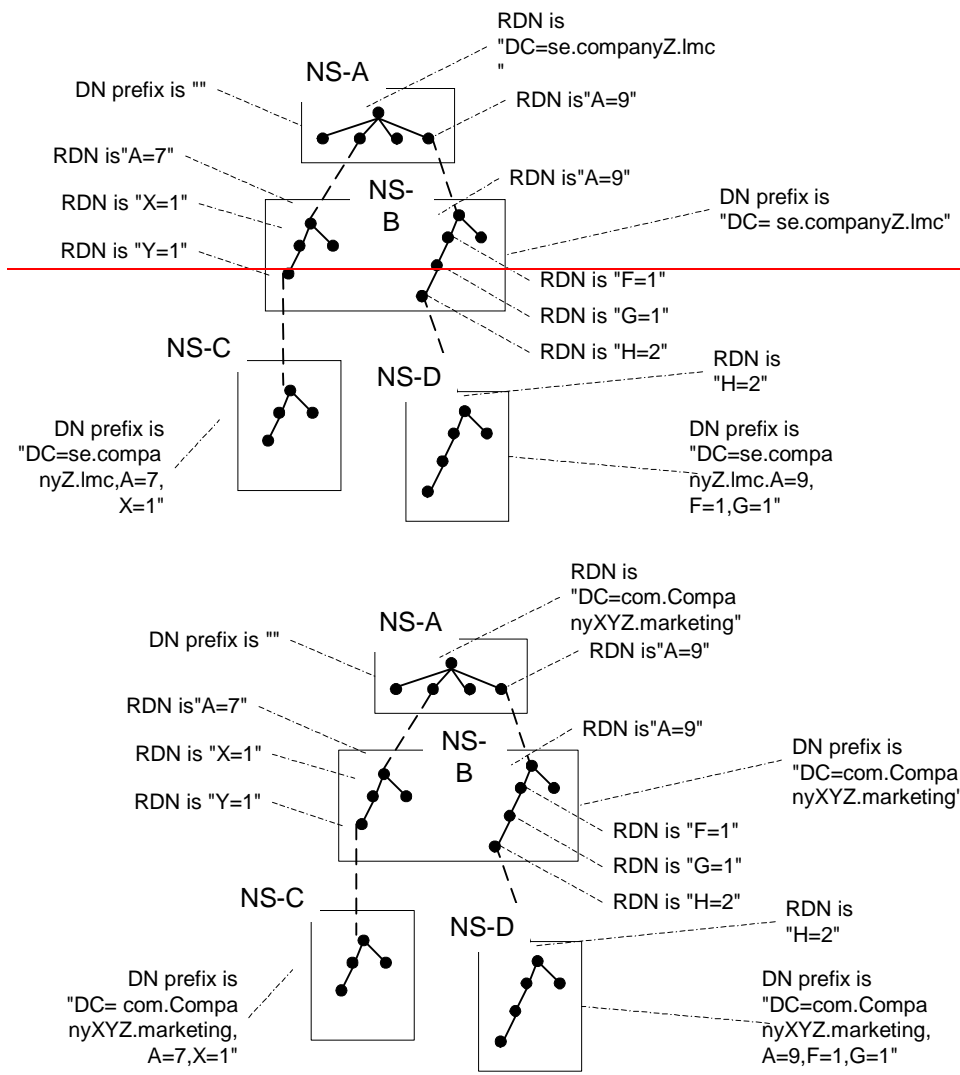 RDN is
"DC=se.companyZ.lmc
"
NS-A
DN prefix is ""
RDN is"A=9"
RDN is"A=7"
NS-
B
RDN is"A=9"
RDN is "X=1"
DN prefix is
"DC= se.companyZ.lmc"
RDN is "Y=1"
RDN is "F=1"
RDN is "G=1"
RDN is "H=2"
NS-C
NS-D
RDN is
"H=2"
DN prefix is
"DC=se.compa
nyZ.lmc,A=7,
X=1"
DN prefix is
"DC=se.compa
nyZ.lmc.A=9,
F=1,G=1"
RDN is
"DC=com.Compa
nyXYZ.marketing"
NS-A
DN prefix is ""
RDN is"A=9"
RDN is"A=7"
NS-
B
RDN is"A=9"
RDN is "X=1"
DN prefix is
"DC=com.Compa
nyXYZ.marketing"
RDN is "Y=1"
RDN is "F=1"
RDN is "G=1"
RDN is "H=2"
NS-C
NS-D
RDN is
"H=2"
DN prefix is
"DC= com.Compa
nyXYZ.marketing,
A=7,X=1"
DN prefix is
"DC=com.Compa
nyXYZ.marketing,
A=9,F=1,G=1"